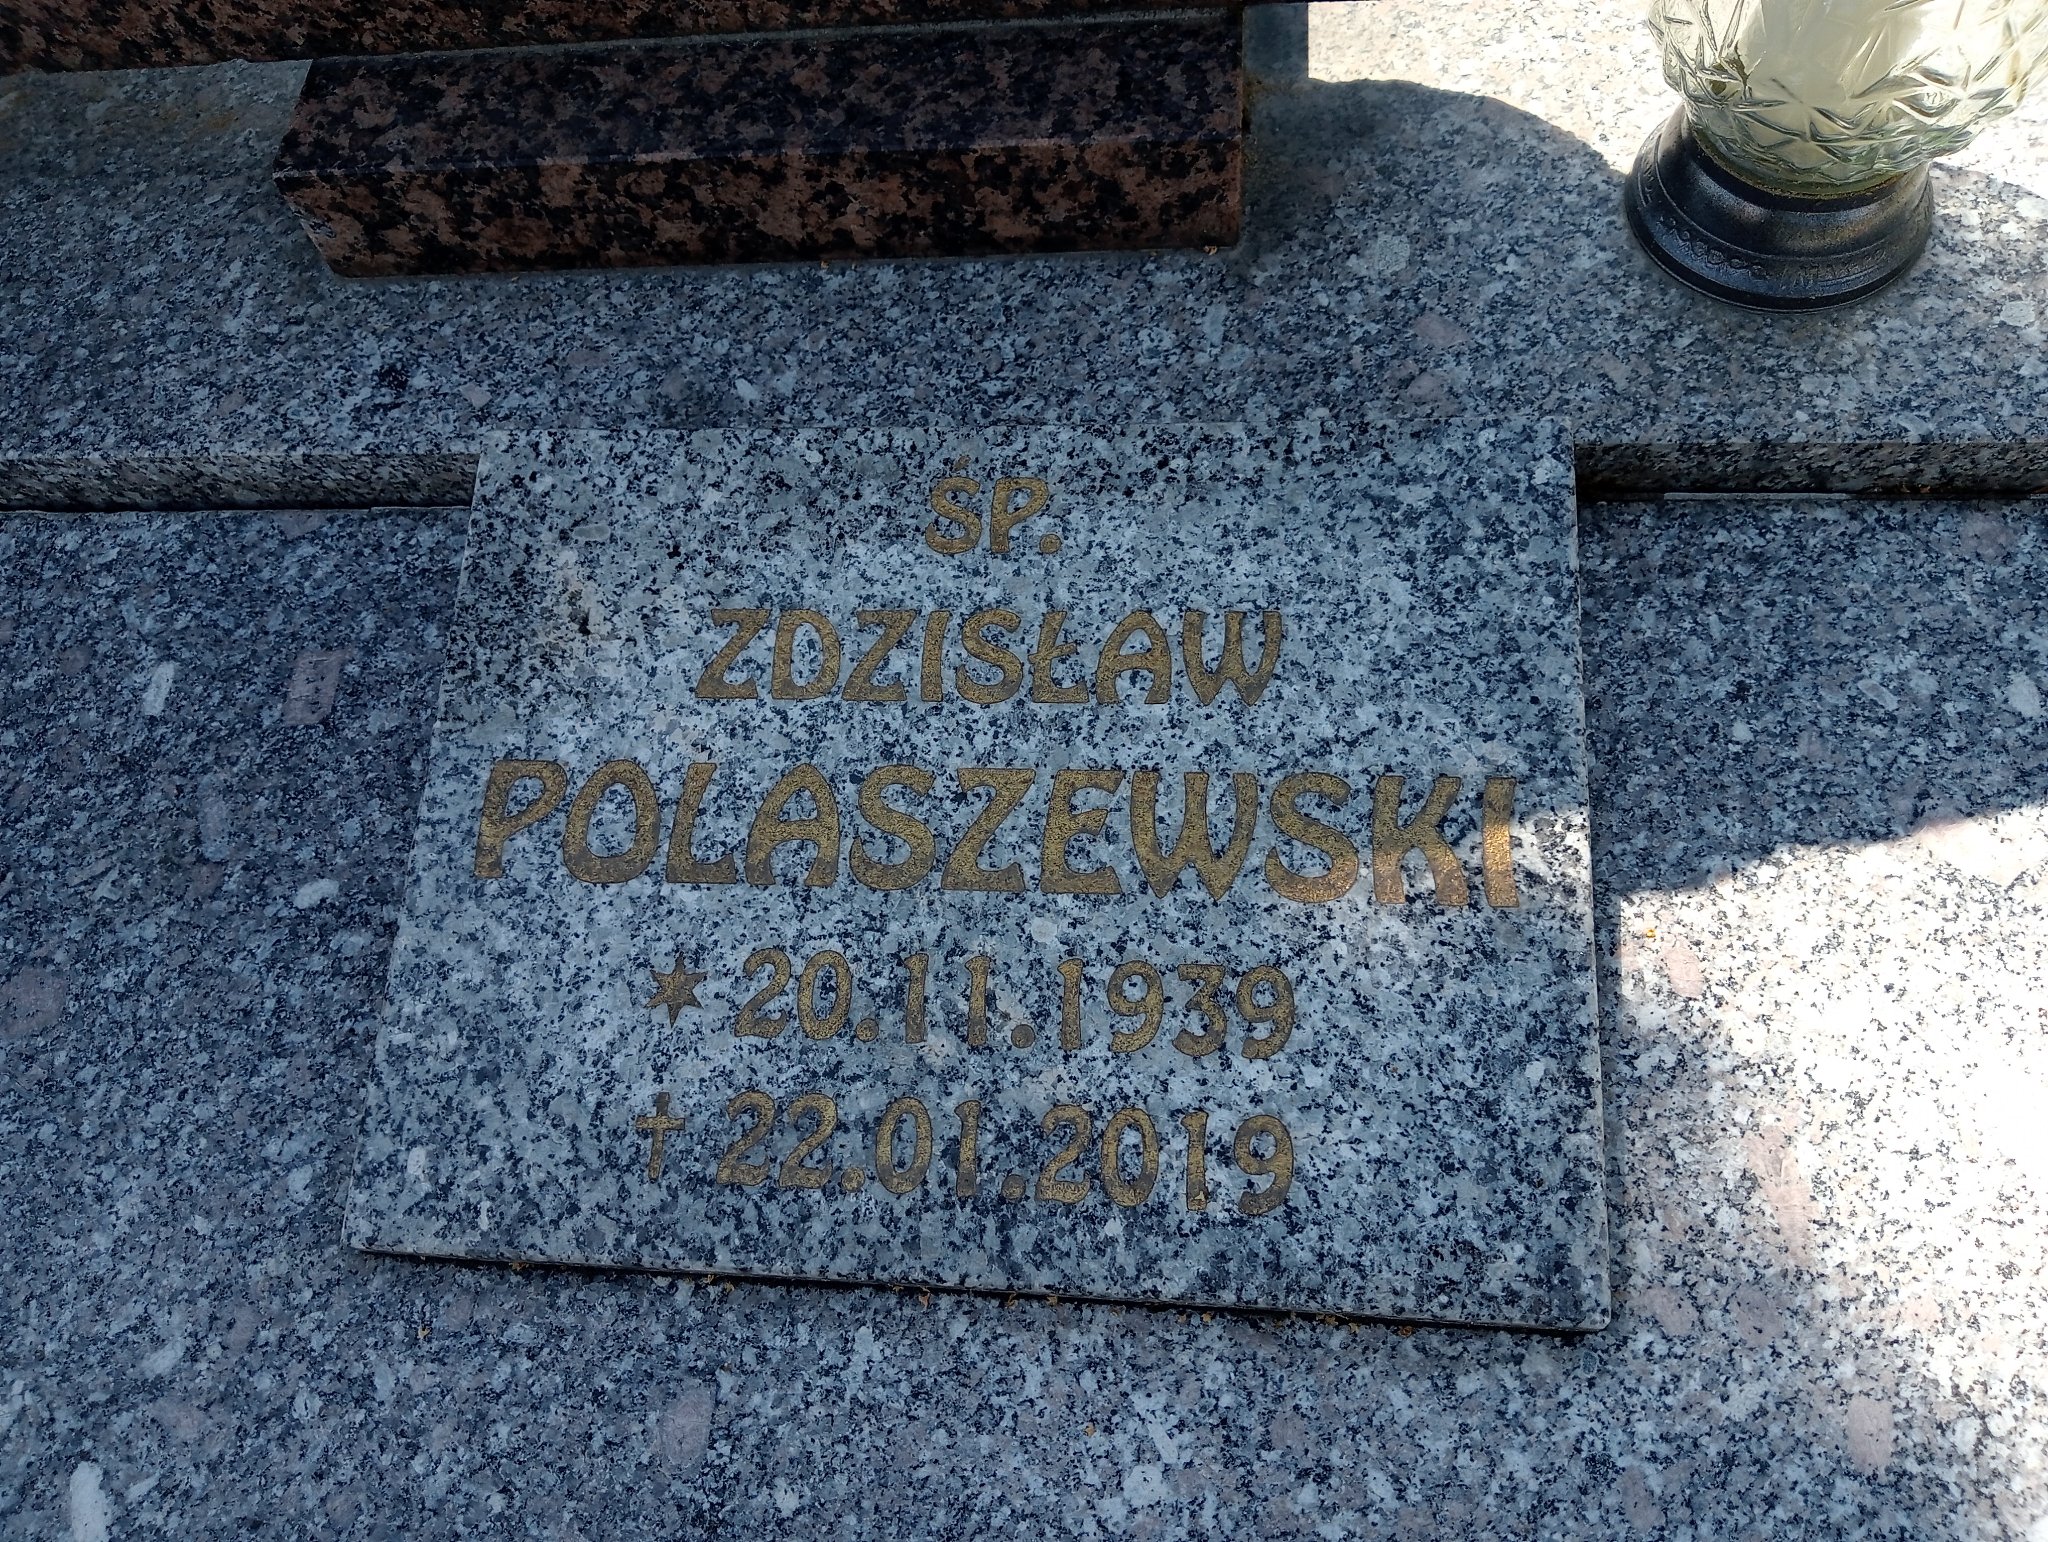 ŚP.
ZDZISŁAW
POLASZEWSKI
★ 20.11.1939
✝ 22.01.2019